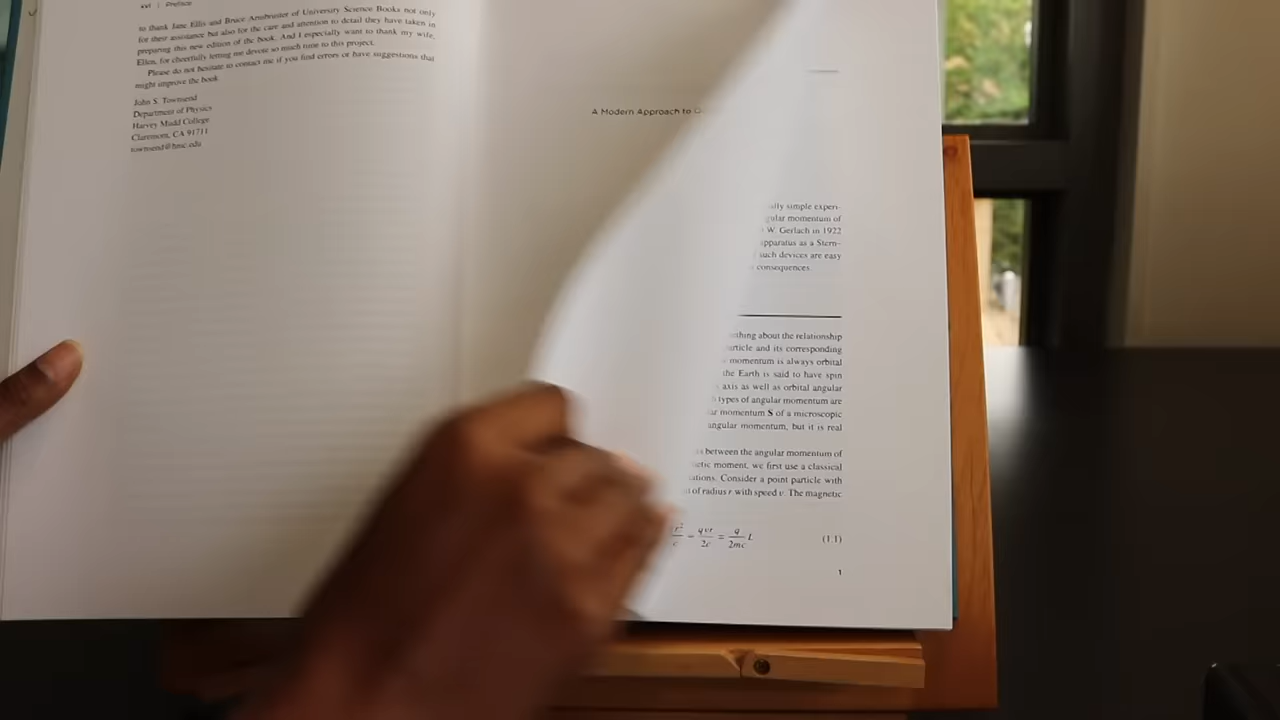 xvi | Preface
to thank Jane Ellis and Bruce Armbruster of University Science Books not only
for their assistance but also for the care and attention to detail they have taken in
preparing this new edition of the book. And I especially want to thank my wife,
Ellen, for cheerfully letting me devote so much time to this project.
Please do not hesitate to contact me if you find errors or have suggestions that
might improve the book.
John S. Townsend
Department of Physics
Harvey Mudd College
Claremont, CA 91711
townsend@hmc.edu
A Modern Approach to
simple experi-
momentum of
W. Gerlach in 1922
apparatus as a Stern–
such devices are easy
consequences.
about the relationship
and its corresponding
momentum is always orbital
the Earth is said to have spin
axis as well as orbital angular
types of angular momentum are
momentum S of a microscopic
angular momentum, but it is real
between the angular momentum of
moment, we first use a classical
Consider a point particle with
of radius r with speed v. The magnetic
r²/c = qvr/2c = q/2mc L (1.1)
1